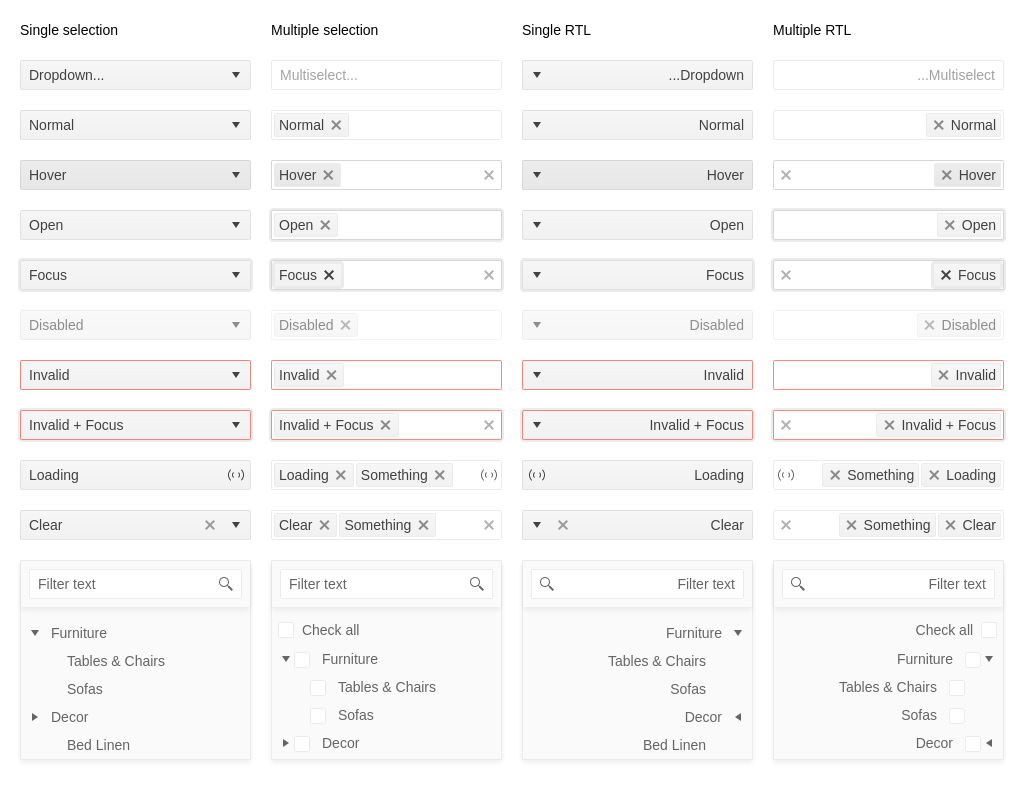 Single selection
Dropdown...
Normal
Hover
Open
Focus
Disabled
Invalid
Invalid + Focus
Loading
Clear
Filter text
Furniture
Tables & Chairs
Sofas
Decor
Bed Linen
Multiple selection
Multiselect...
Normal
Hover
Open
Focus
Disabled
Invalid
Invalid + Focus
Loading Something
Clear Something
Filter text
Check all
Furniture
Tables & Chairs
Sofas
Decor
Single RTL
...Dropdown
Normal
Hover
Open
Focus
Disabled
Invalid
Invalid + Focus
Loading
Clear
Filter text
Furniture
Tables & Chairs
Sofas
Decor
Bed Linen
Multiple RTL
...Multiselect
Normal
Hover
Open
Focus
Disabled
Invalid
Invalid + Focus
Something Loading
Something Clear
Filter text
Check all
Furniture
Tables & Chairs
Sofas
Decor